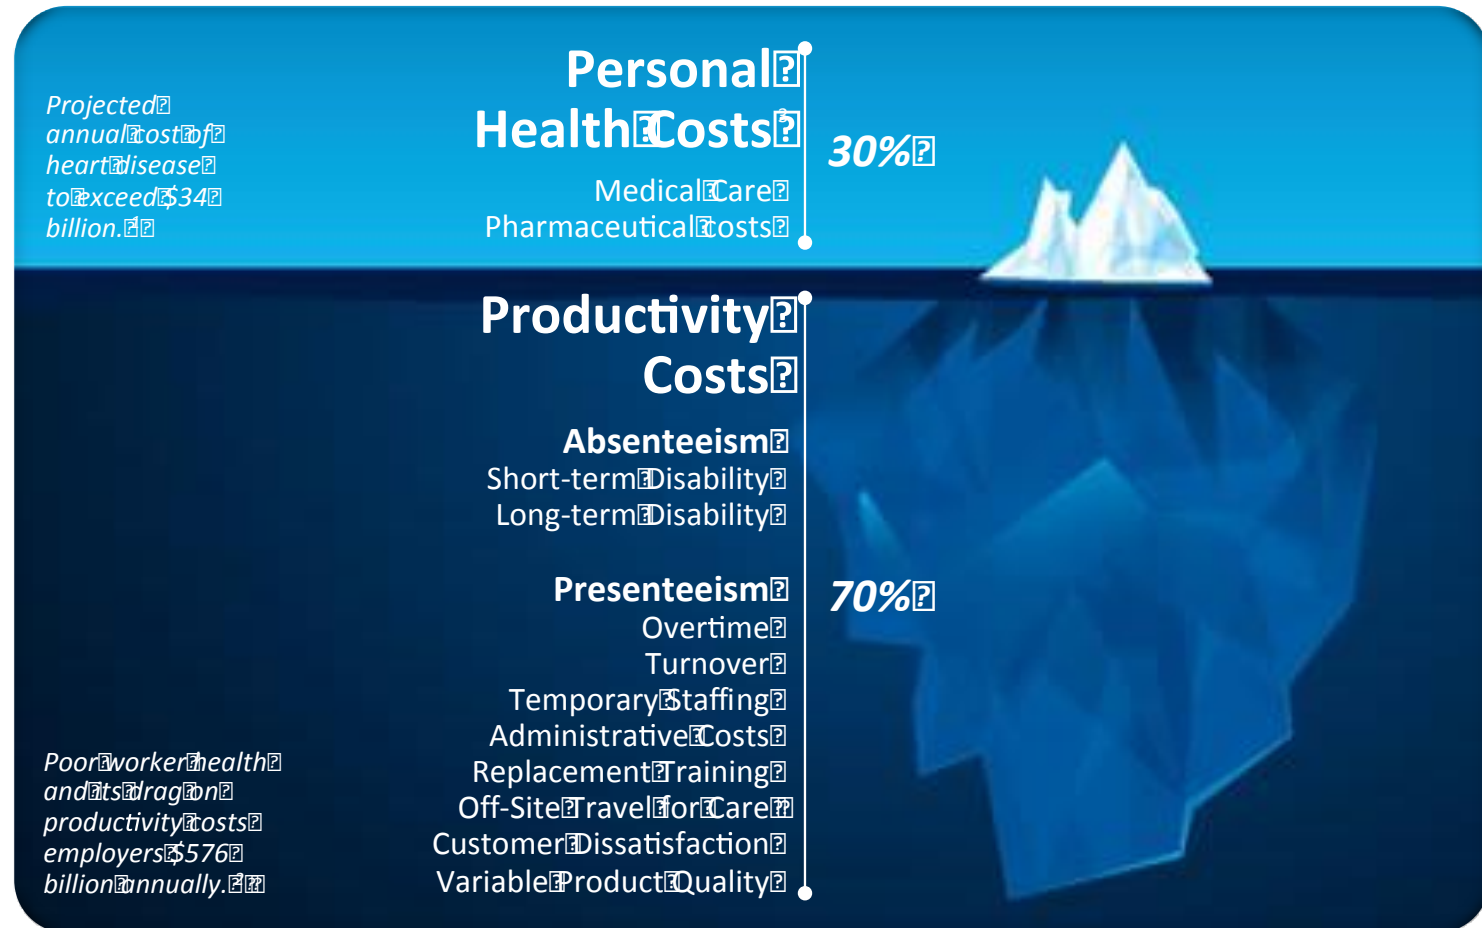 Projected
annual cost of
heart disease
to exceed $34
billion.
Personal
Health Costs
Medical Care
Pharmaceutical costs
30%
Productivity
Costs
Absenteeism
Short-term Disability
Long-term Disability
Presenteeism
Overtime
Turnover
Temporary Staffing
Administrative Costs
Replacement Training
Off-Site Travel for Care
Customer Dissatisfaction
Variable Product Quality
70%
Poor worker health
and its drag on
productivity costs
employers $576
billion annually.